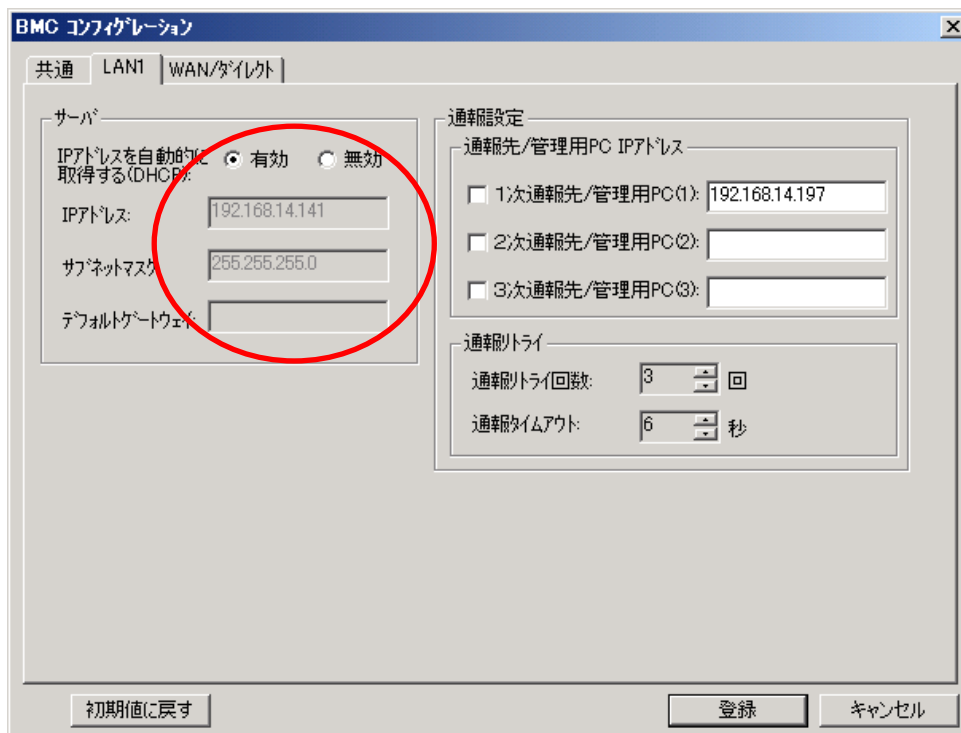 BMC コンフィグレーション
共通 LAN1 WAN/ダイレクト
サーバ
IPアドレスを自動的に
取得する(DHCP):
有効 無効
IPアドレス: 192.168.14.141
サブネットマスク 255.255.255.0
デフォルトゲートウェイ:
通報設定
通報先/管理用PC IPアドレス
1次通報先/管理用PC(1): 192.168.14.197
2次通報先/管理用PC(2):
3次通報先/管理用PC(3):
通報リトライ
通報リトライ回数: 3 回
通報タイムアウト: 6 秒
初期値に戻す 登録 キャンセル